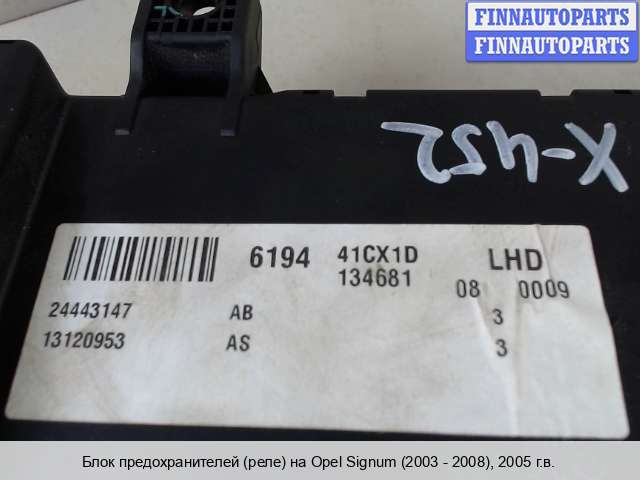 FINNAUTOPARTS
FINNAUTOPARTS
X-452
6194 41CX1D LHD
134681 08 0009
24443147 AB 3
13120953 AS 3
Блок предохранителей (реле) на Opel Signum (2003 - 2008), 2005 г.в.